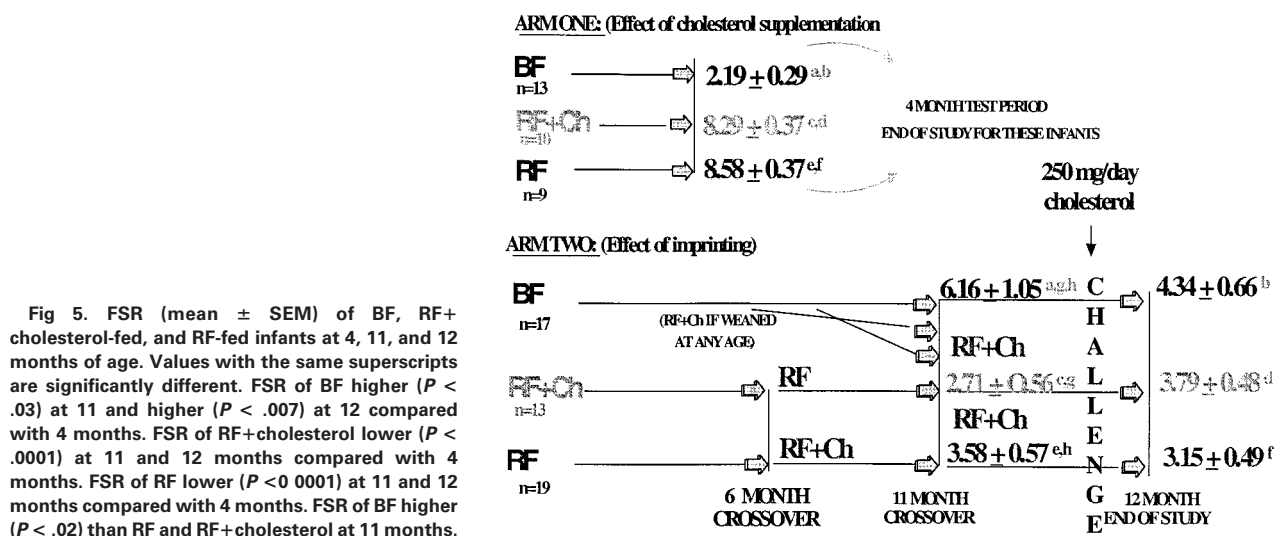 ARM ONE: (Effect of cholesterol supplementation
BF
n=13
2.19 ± 0.29 a,b
RF+Ch
n=10
8.29 ± 0.37 c,d
RF
n=9
8.58 ± 0.37 e,f
4 MONTH TEST PERIOD
END OF STUDY FOR THESE INFANTS
250 mg/day
cholesterol
ARM TWO: (Effect of imprinting)
BF
n=17
(RF+Ch IF WEANED
AT ANY AGE)
6.16 ± 1.05 a,g,h
4.34 ± 0.66 b
RF+Ch
RF+Ch
n=13
RF
2.71 ± 0.56 c,g
3.79 ± 0.48 d
RF+Ch
RF
n=19
RF+Ch
3.58 ± 0.57 e,h
3.15 ± 0.49 f
CHALLENGE
6 MONTH
CROSSOVER
11 MONTH
CROSSOVER
12 MONTH
END OF STUDY
Fig 5. FSR (mean ± SEM) of BF, RF+
cholesterol-fed, and RF-fed infants at 4, 11, and 12
months of age. Values with the same superscripts
are significantly different. FSR of BF higher (P <
.03) at 11 and higher (P < .007) at 12 compared
with 4 months. FSR of RF+cholesterol lower (P <
.0001) at 11 and 12 months compared with 4
months. FSR of RF lower (P <0 0001) at 11 and 12
months compared with 4 months. FSR of BF higher
(P < .02) than RF and RF+cholesterol at 11 months.